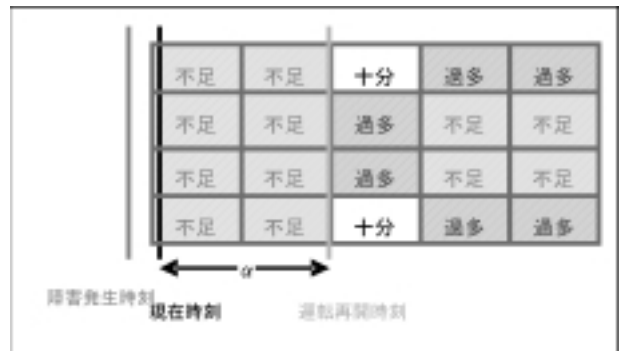 不足 不足 十分 過多 過多
不足 不足 過多 不足 不足
不足 不足 過多 不足 不足
不足 不足 十分 過多 過多
α
障害発生時刻
現在時刻 運転再開時刻